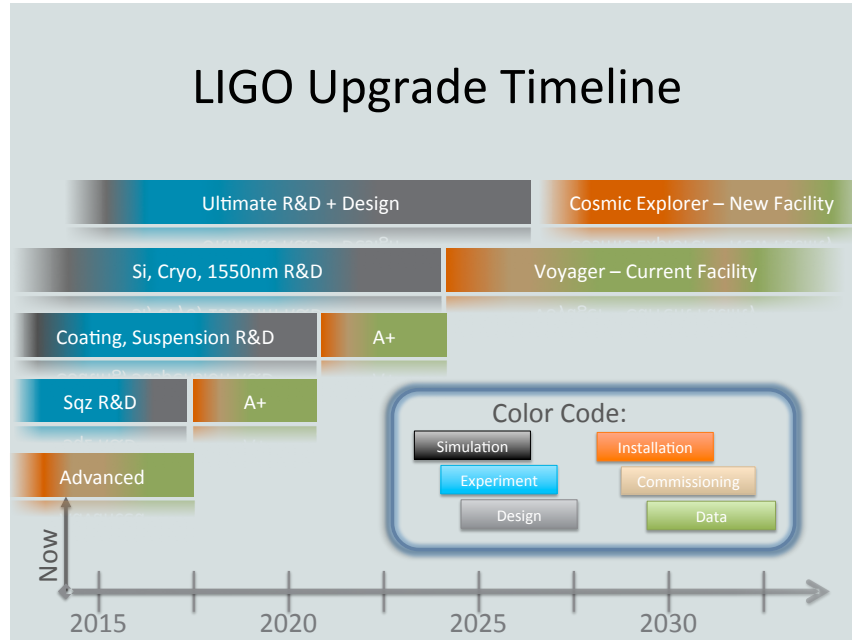 LIGO Upgrade Timeline
Ultimate R&D + Design
Cosmic Explorer – New Facility
Si, Cryo, 1550nm R&D
Voyager – Current Facility
Coating, Suspension R&D
A+
Sqz R&D
A+
Advanced
Color Code:
Simulation
Installation
Experiment
Commissioning
Design
Data
Now
2015
2020
2025
2030